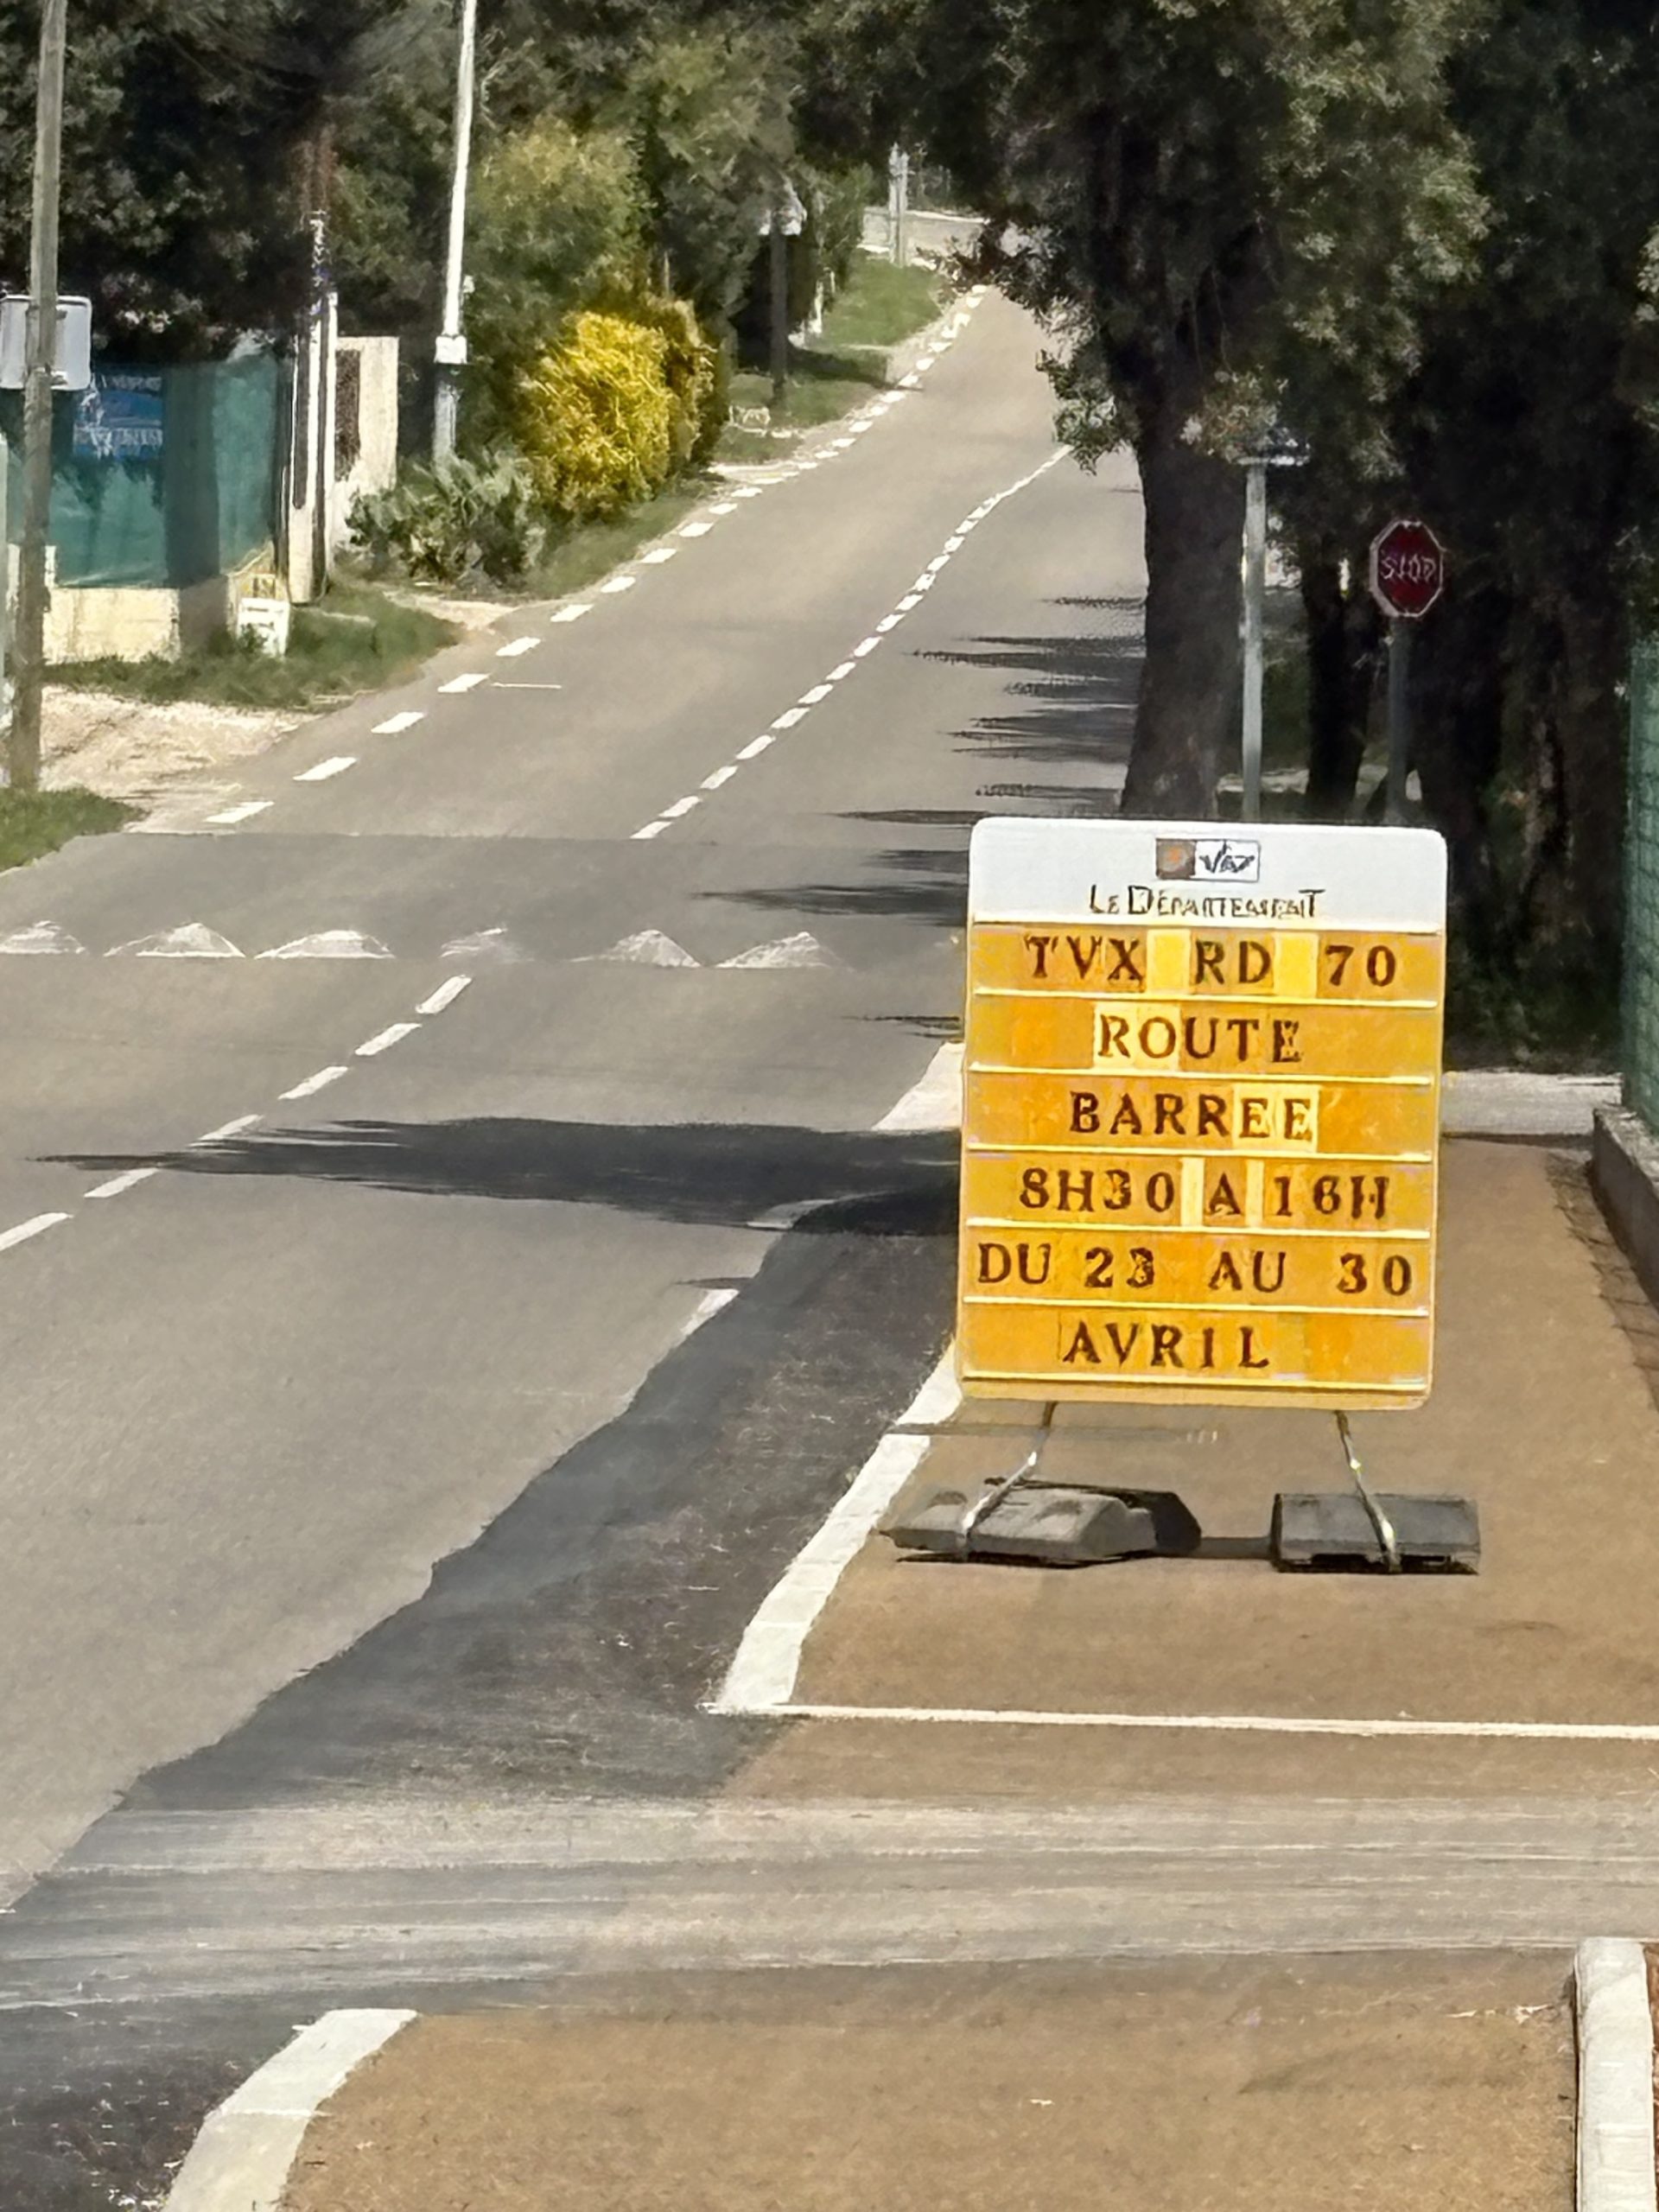 STOP
Var
LE DÉPARTEMENT
TVX RD 70
ROUTE
BARREE
8H30 A 16H
DU 23 AU 30
AVRIL